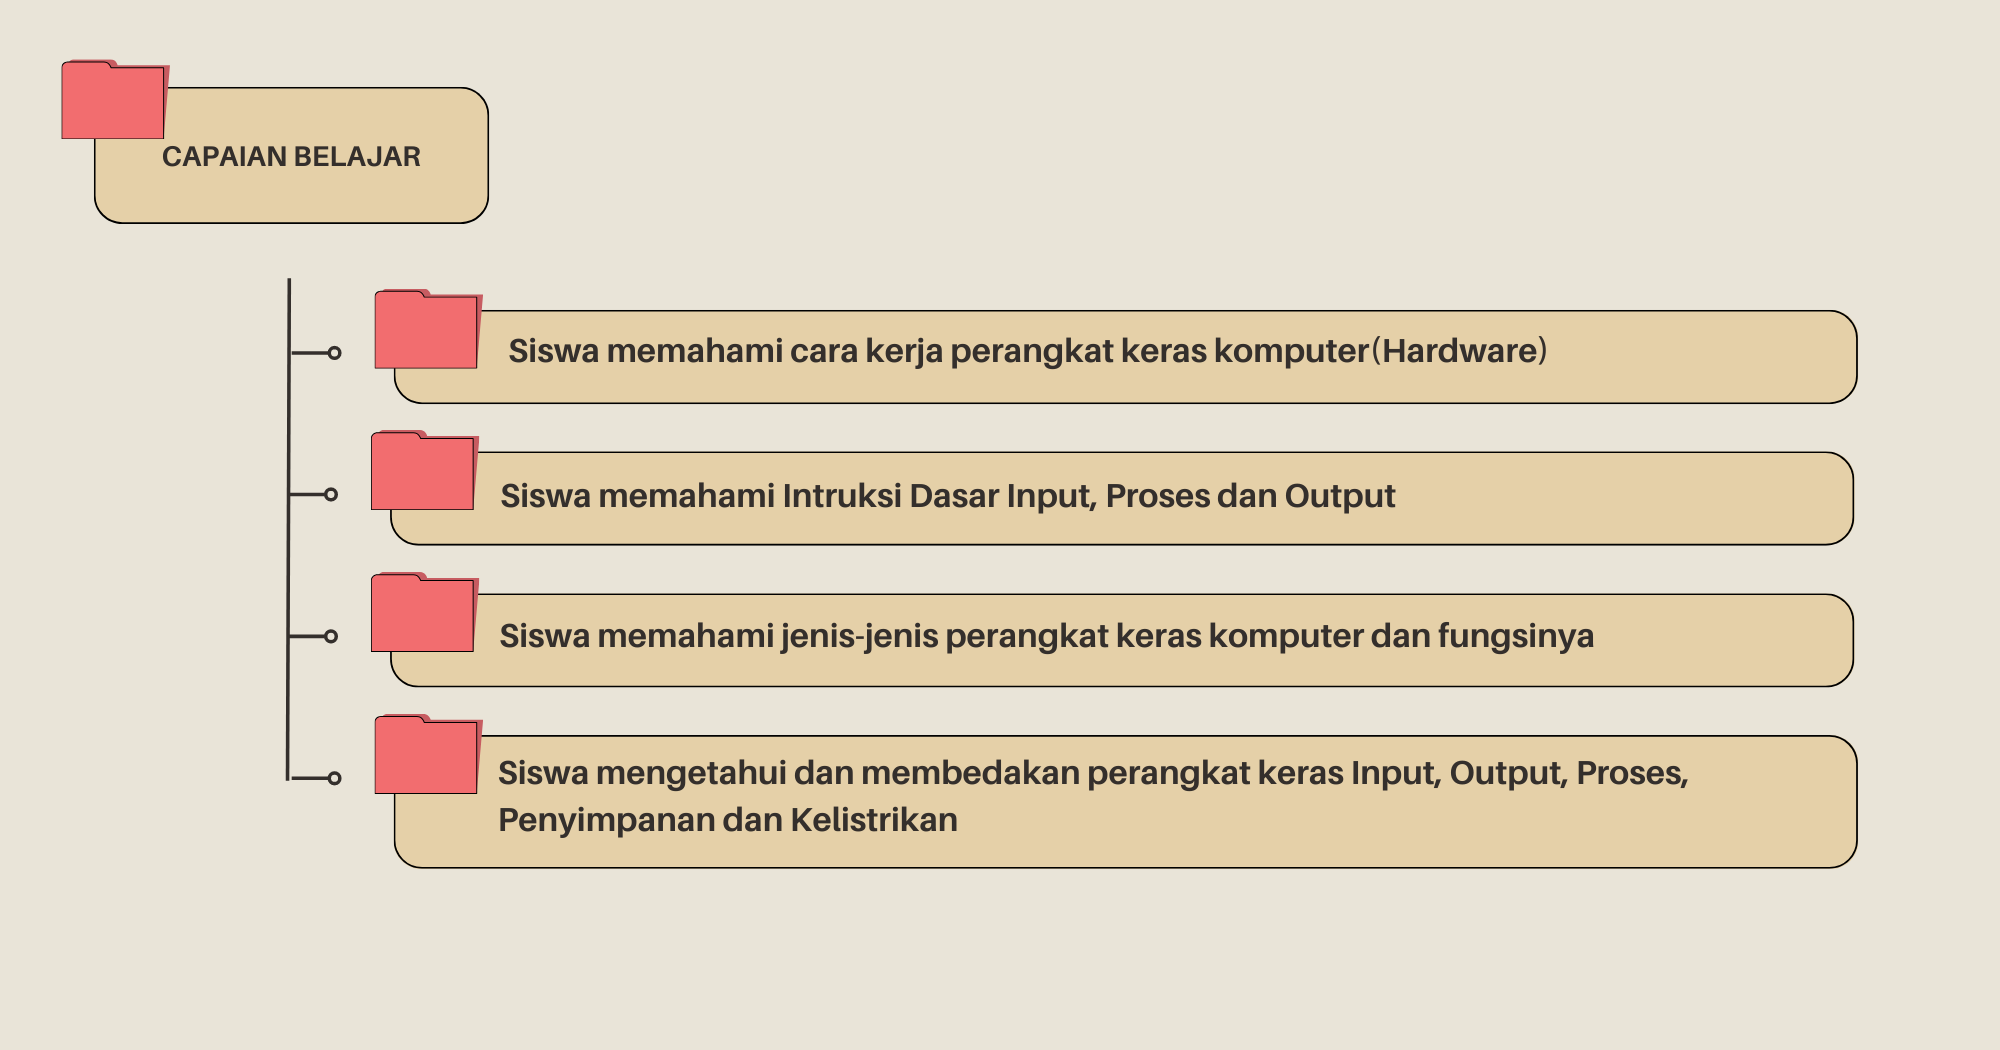 CAPAIAN BELAJAR
Siswa memahami cara kerja perangkat keras komputer(Hardware)
Siswa memahami Intruksi Dasar Input, Proses dan Output
Siswa memahami jenis-jenis perangkat keras komputer dan fungsinya
Siswa mengetahui dan membedakan perangkat keras Input, Output, Proses,
Penyimpanan dan Kelistrikan